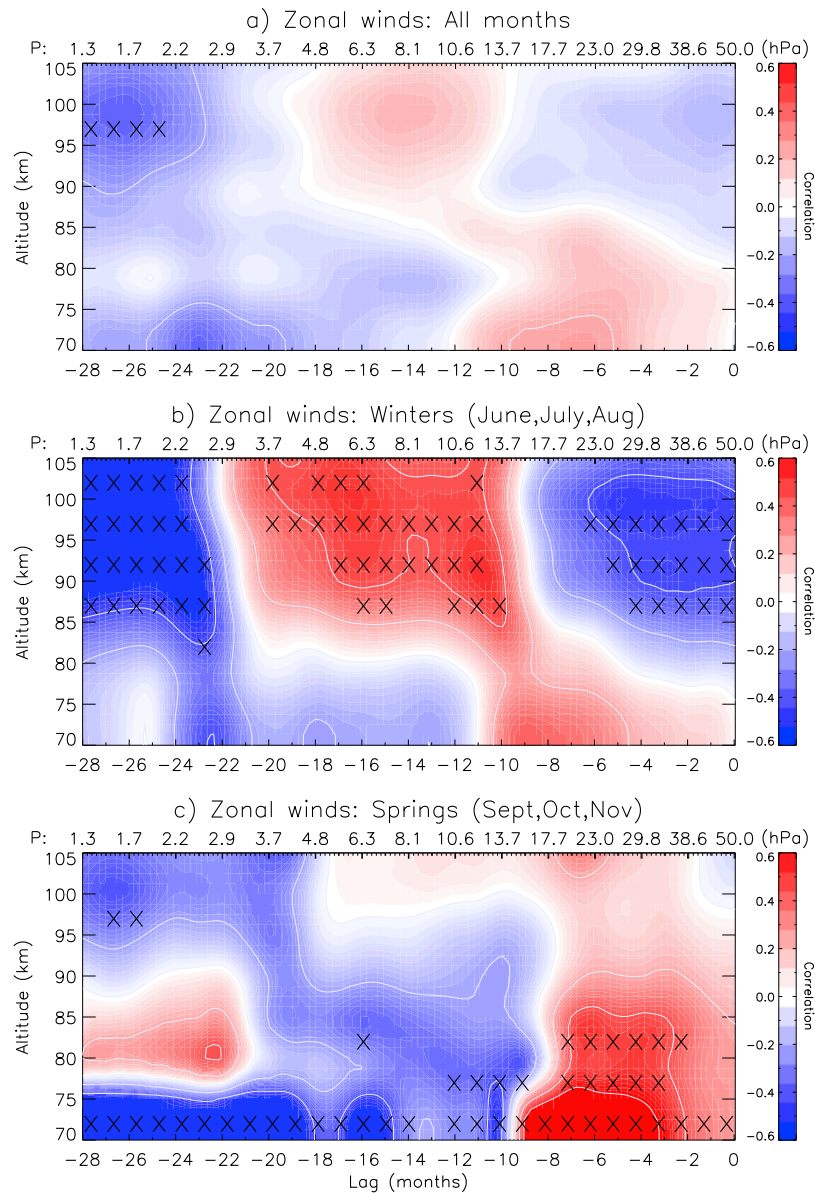 a) Zonal winds: All months
P: 1.3 1.7 2.2 2.9 3.7 4.8 6.3 8.1 10.6 13.7 17.7 23.0 29.8 38.6 50.0 (hPa)
105
100
95
90
85
80
75
70
Altitude (km)
-28 -26 -24 -22 -20 -18 -16 -14 -12 -10 -8 -6 -4 -2 0
0.6
0.4
0.2
0.0
-0.2
-0.4
-0.6
Correlation
b) Zonal winds: Winters (June,July,Aug)
P: 1.3 1.7 2.2 2.9 3.7 4.8 6.3 8.1 10.6 13.7 17.7 23.0 29.8 38.6 50.0 (hPa)
105
100
95
90
85
80
75
70
Altitude (km)
-28 -26 -24 -22 -20 -18 -16 -14 -12 -10 -8 -6 -4 -2 0
0.6
0.4
0.2
0.0
-0.2
-0.4
-0.6
Correlation
c) Zonal winds: Springs (Sept,Oct,Nov)
P: 1.3 1.7 2.2 2.9 3.7 4.8 6.3 8.1 10.6 13.7 17.7 23.0 29.8 38.6 50.0 (hPa)
105
100
95
90
85
80
75
70
Altitude (km)
-28 -26 -24 -22 -20 -18 -16 -14 -12 -10 -8 -6 -4 -2 0
Lag (months)
0.6
0.4
0.2
0.0
-0.2
-0.4
-0.6
Correlation